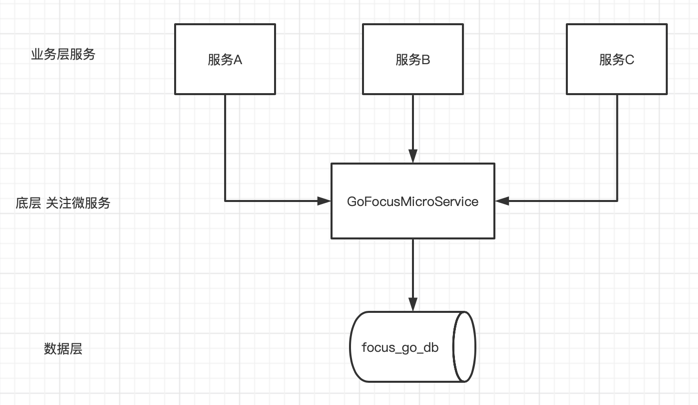 业务层服务
服务A
服务B
服务C
底层 关注微服务
GoFocusMicroService
数据层
focus_go_db